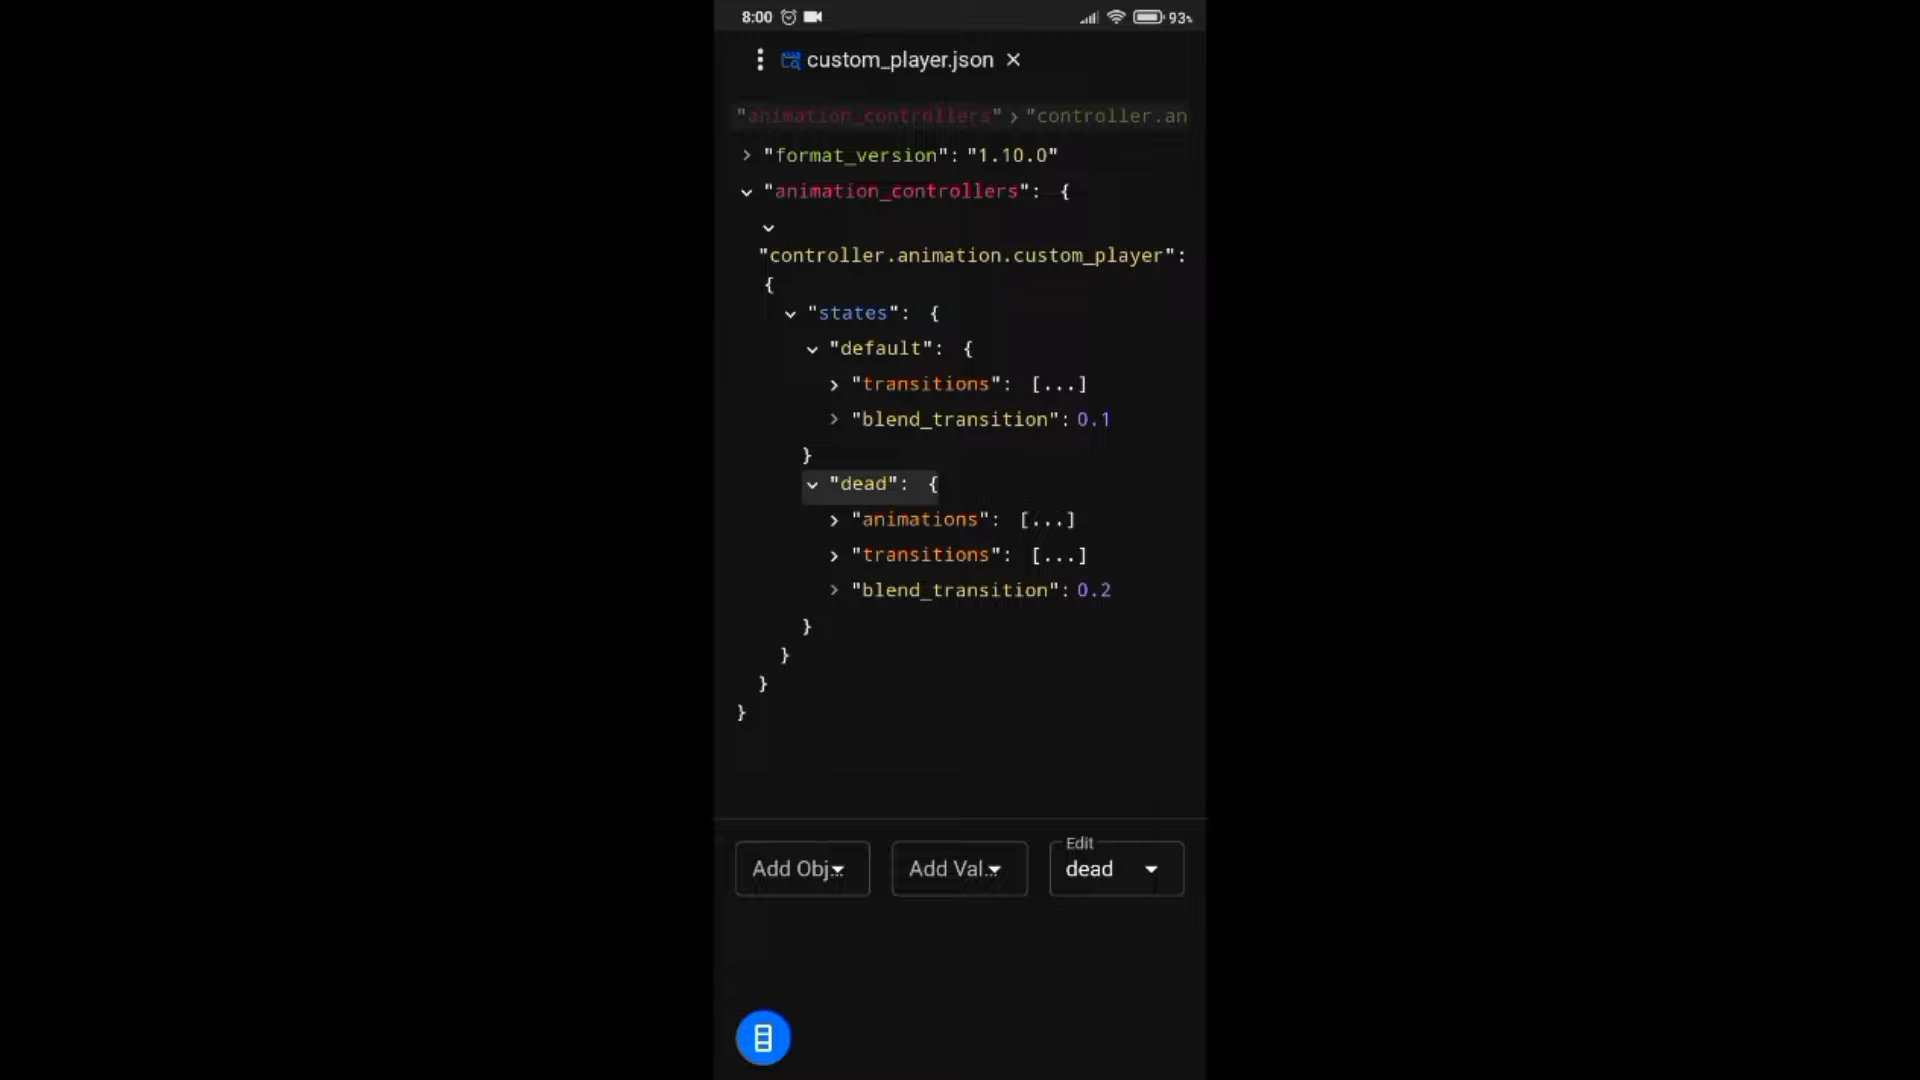 8:00 93%
custom_player.json
"animation_controllers" > "controller.an
> "format_version": "1.10.0"
"animation_controllers": {
"controller.animation.custom_player":
{
"states": {
"default": {
> "transitions": [...]
> "blend_transition": 0.1
}
"dead": {
> "animations": [...]
> "transitions": [...]
> "blend_transition": 0.2
}
}
}
}
Edit
Add Obj... Add Val... dead